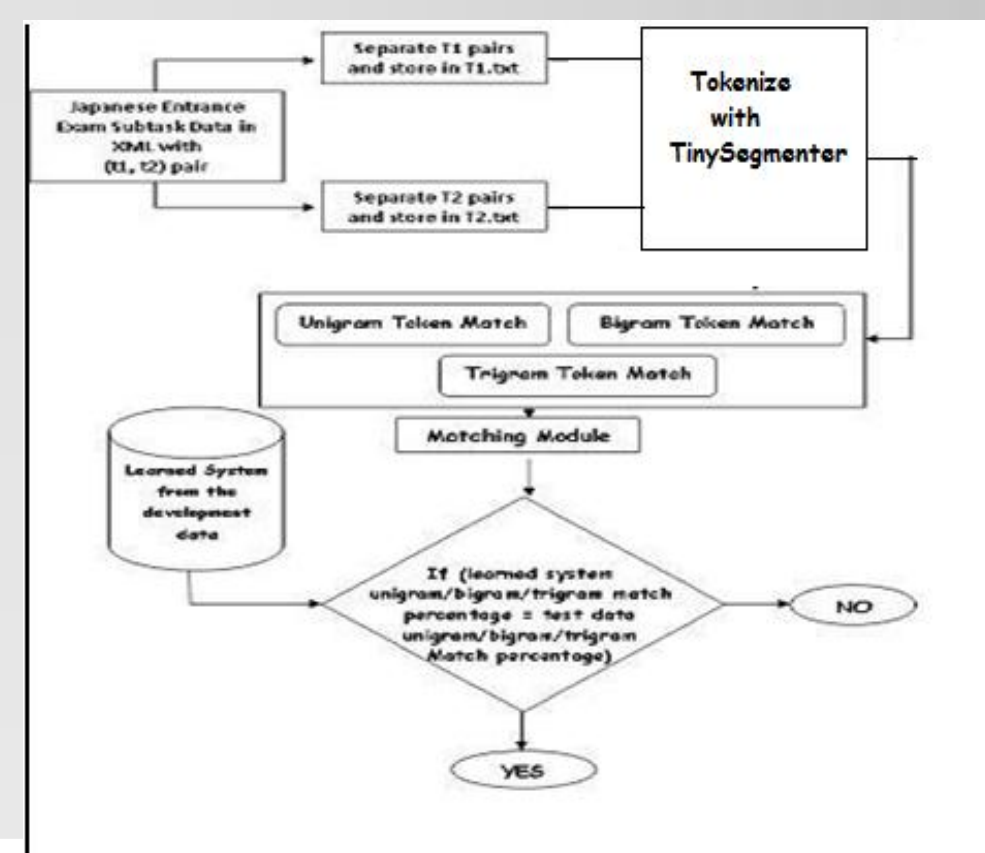 Separate T1 pairs
and store in T1.txt
Tokenize
with
TinySegmenter
Japanese Entrance
Exam Subtask Data in
XML with
(t1, t2) pair
Separate T2 pairs
and store in T2.txt
Unigram Token Match
Bigram Token Match
Trigram Token Match
Matching Module
Learned System
from the
development
data
If (learned system
unigram/bigram/trigram match
percentage = test data
unigram/bigram/trigram
Match percentage)
NO
YES